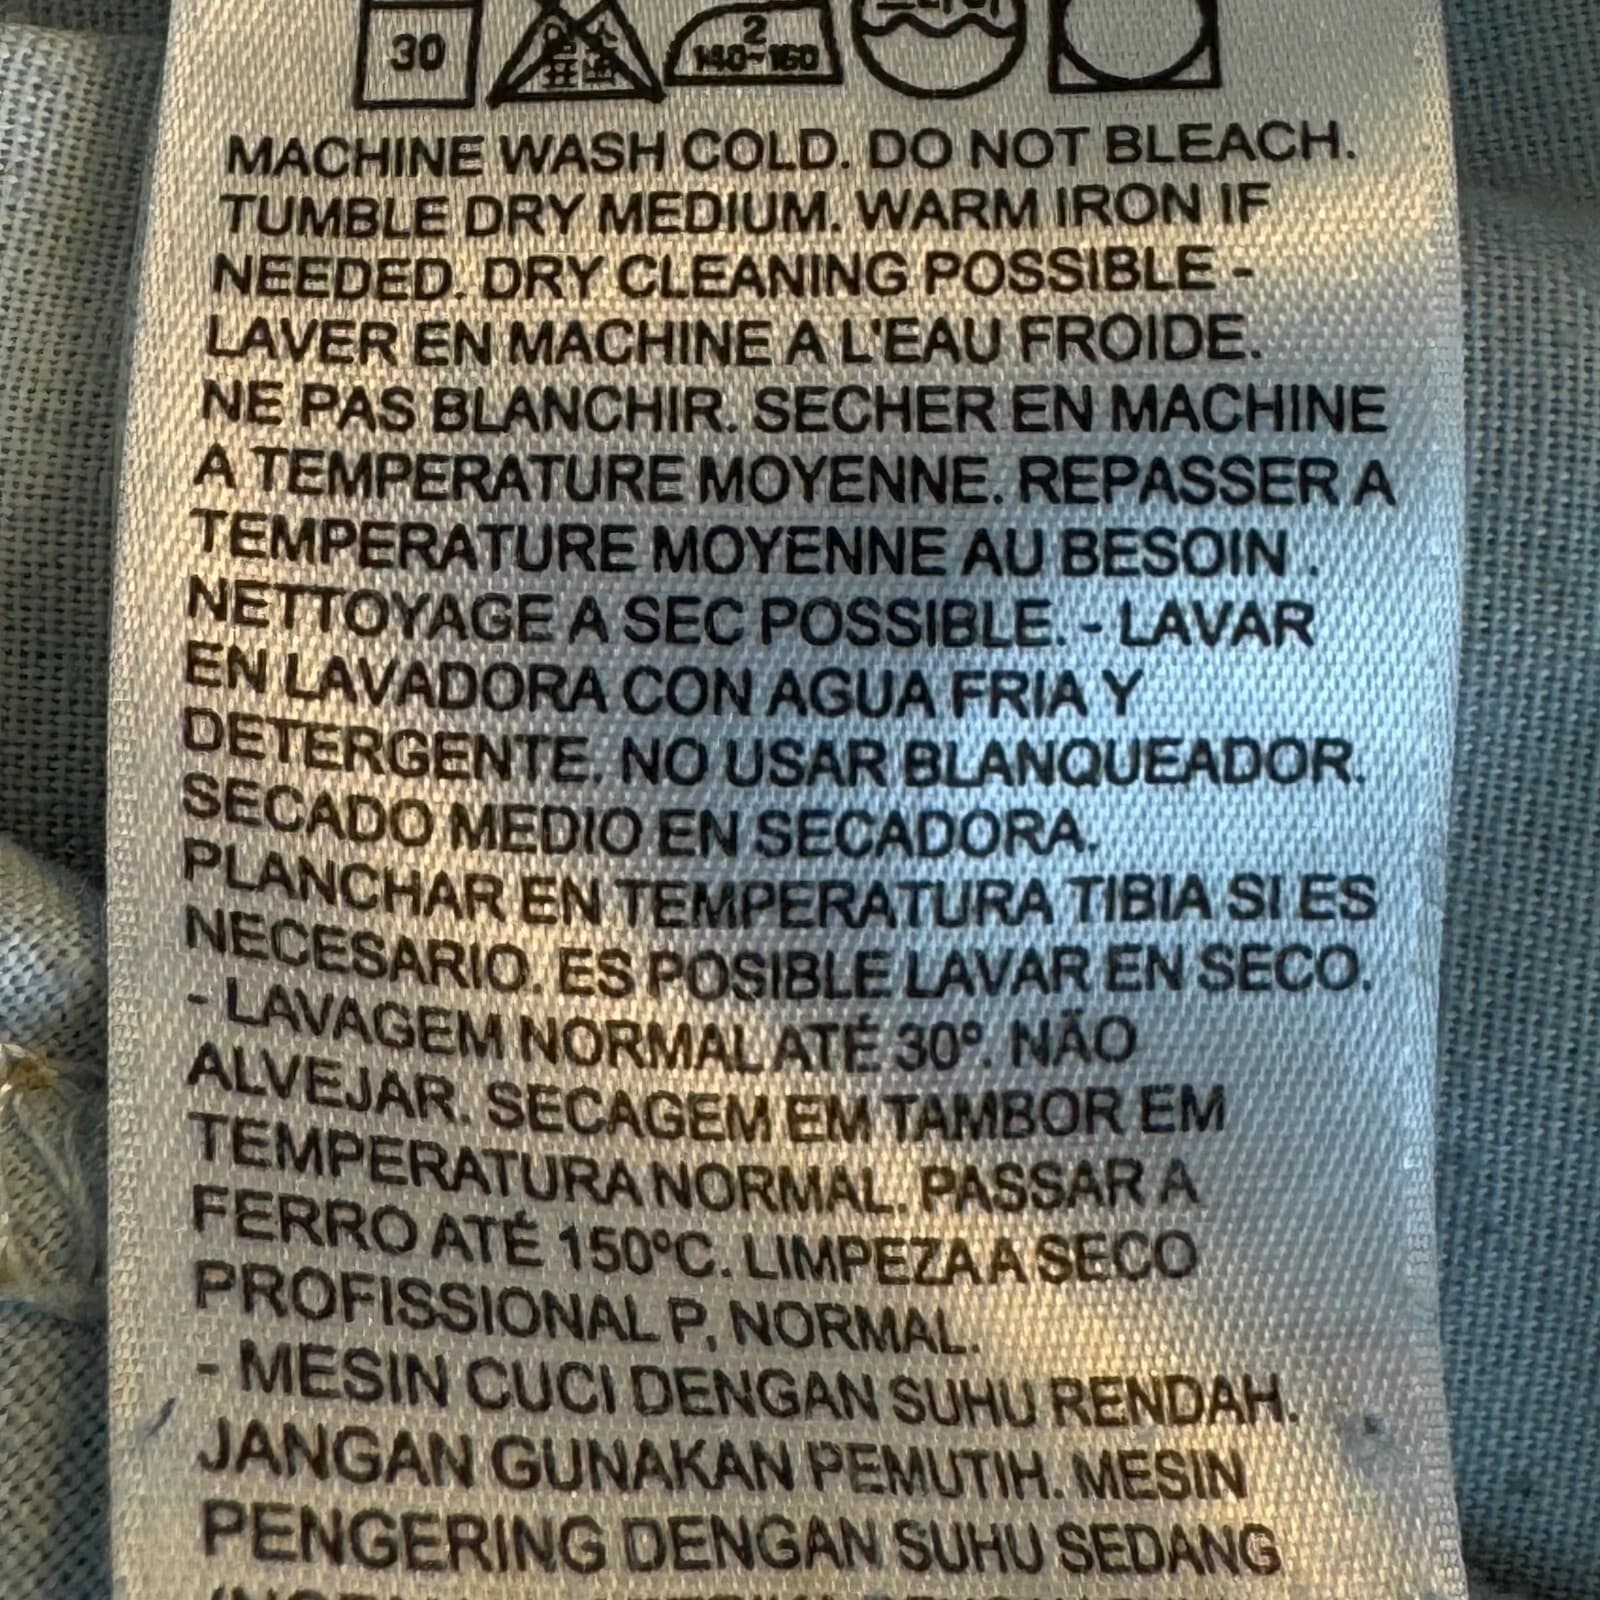 30
2
140~160
MACHINE WASH COLD. DO NOT BLEACH.
TUMBLE DRY MEDIUM. WARM IRON IF
NEEDED. DRY CLEANING POSSIBLE -
LAVER EN MACHINE A L'EAU FROIDE.
NE PAS BLANCHIR. SECHER EN MACHINE
A TEMPERATURE MOYENNE. REPASSER A
TEMPERATURE MOYENNE AU BESOIN .
NETTOYAGE A SEC POSSIBLE. - LAVAR
EN LAVADORA CON AGUA FRIA Y
DETERGENTE. NO USAR BLANQUEADOR.
SECADO MEDIO EN SECADORA.
PLANCHAR EN TEMPERATURA TIBIA SI ES
NECESARIO. ES POSIBLE LAVAR EN SECO.
- LAVAGEM NORMAL ATÉ 30º. NÃO
ALVEJAR. SECAGEM EM TAMBOR EM
TEMPERATURA NORMAL. PASSAR A
FERRO ATÉ 150ºC. LIMPEZA A SECO
PROFISSIONAL P, NORMAL.
- MESIN CUCI DENGAN SUHU RENDAH.
JANGAN GUNAKAN PEMUTIH. MESIN
PENGERING DENGAN SUHU SEDANG